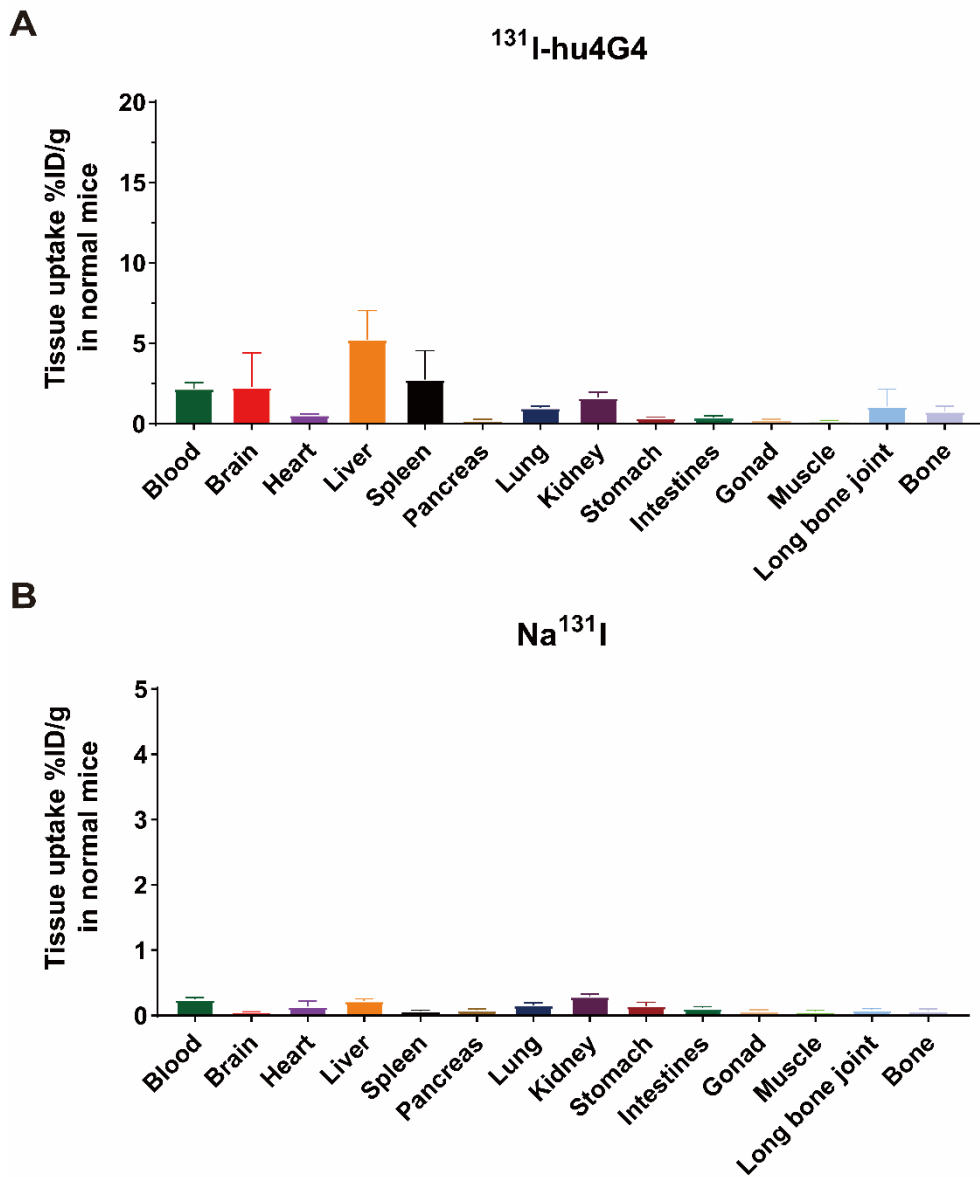 A
¹³¹I-hu4G4
Tissue uptake %ID/g
in normal mice
20
15
10
5
0
Blood
Brain
Heart
Liver
Spleen
Pancreas
Lung
Kidney
Stomach
Intestines
Gonad
Muscle
Long bone joint
Bone
B
Na¹³¹I
Tissue uptake %ID/g
in normal mice
5
4
3
2
1
0
Blood
Brain
Heart
Liver
Spleen
Pancreas
Lung
Kidney
Stomach
Intestines
Gonad
Muscle
Long bone joint
Bone